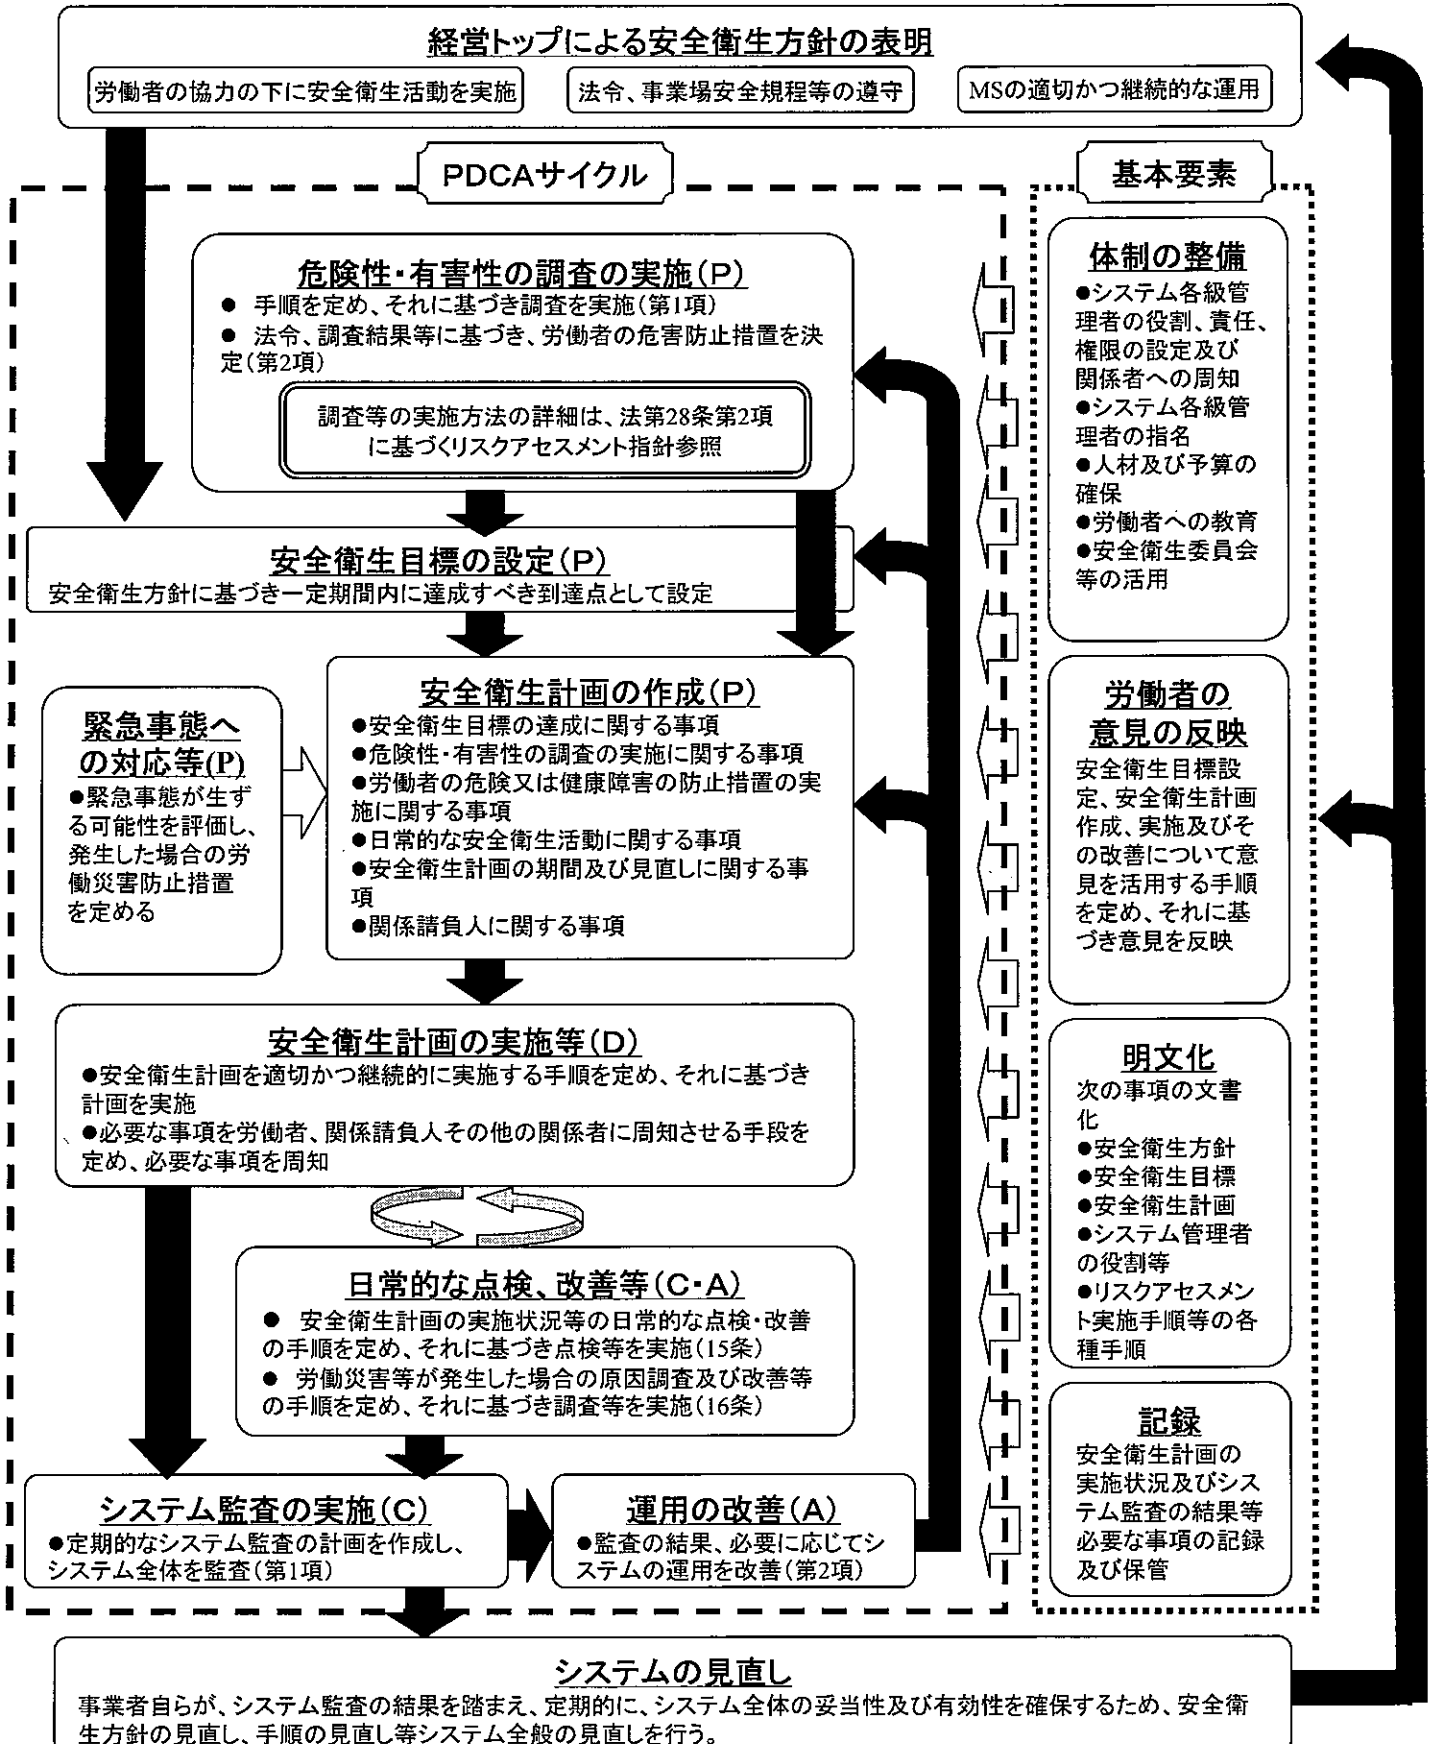 経営トップによる安全衛生方針の表明
労働者の協力の下に安全衛生活動を実施
法令、事業場安全規程等の遵守
MSの適切かつ継続的な運用
PDCAサイクル
危険性・有害性の調査の実施(P)
● 手順を定め、それに基づき調査を実施(第1項)
● 法令、調査結果等に基づき、労働者の危害防止措置を決
定(第2項)
調査等の実施方法の詳細は、法第28条第2項
に基づくリスクアセスメント指針参照
安全衛生目標の設定(P)
安全衛生方針に基づき一定期間内に達成すべき到達点として設定
緊急事態へ
の対応等(P)
●緊急事態が生ず
る可能性を評価し、
発生した場合の労
働災害防止措置
を定める
安全衛生計画の作成(P)
●安全衛生目標の達成に関する事項
●危険性・有害性の調査の実施に関する事項
●労働者の危険又は健康障害の防止措置の実
施に関する事項
●日常的な安全衛生活動に関する事項
●安全衛生計画の期間及び見直しに関する事
項
●関係請負人に関する事項
安全衛生計画の実施等(D)
●安全衛生計画を適切かつ継続的に実施する手順を定め、それに基づき
計画を実施
●必要な事項を労働者、関係請負人その他の関係者に周知させる手段を
定め、必要な事項を周知
日常的な点検、改善等(C・A)
● 安全衛生計画の実施状況等の日常的な点検・改善
の手順を定め、それに基づき点検等を実施(15条)
● 労働災害等が発生した場合の原因調査及び改善等
の手順を定め、それに基づき調査等を実施(16条)
システム監査の実施(C)
●定期的なシステム監査の計画を作成し、
システム全体を監査(第1項)
運用の改善(A)
●監査の結果、必要に応じてシ
ステムの運用を改善(第2項)
基本要素
体制の整備
●システム各級管
理者の役割、責任、
権限の設定及び
関係者への周知
●システム各級管
理者の指名
●人材及び予算の
確保
●労働者への教育
●安全衛生委員会
等の活用
労働者の
意見の反映
安全衛生目標設
定、安全衛生計画
作成、実施及びそ
の改善について意
見を活用する手順
を定め、それに基
づき意見を反映
明文化
次の事項の文書
化
●安全衛生方針
●安全衛生目標
●安全衛生計画
●システム管理者
の役割等
●リスクアセスメン
ト実施手順等の各
種手順
記録
安全衛生計画の
実施状況及びシス
テム監査の結果等
必要な事項の記録
及び保管
システムの見直し
事業者自らが、システム監査の結果を踏まえ、定期的に、システム全体の妥当性及び有効性を確保するため、安全衛
生方針の見直し、手順の見直し等システム全般の見直しを行う。